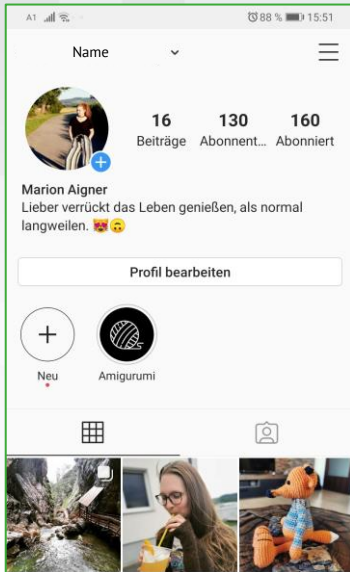 A1 88 % 15:51
Name
16 130 160
Beiträge Abonnent... Abonniert
Marion Aigner
Lieber verrückt das Leben genießen, als normal
langweilen. 😻🙃
Profil bearbeiten
Neu Amigurumi